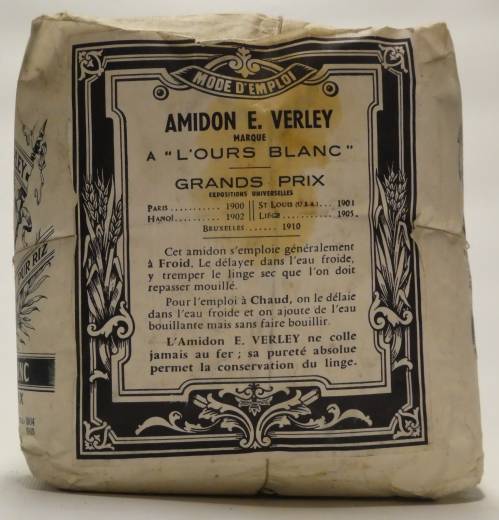 MODE D'EMPLOI
AMIDON E. VERLEY
MARQUE
A "L'OURS BLANC"
GRANDS PRIX
EXPOSITIONS UNIVERSELLES
PARIS ........... 1900 || ST LOUIS (U.S.A.) ... 1901
HANOÏ ........... 1902 || LIÈGE ............ 1905.
BRUXELLES ....... 1910
Cet amidon s'emploie généralement
à Froid. Le délayer dans l'eau froide,
y tremper le linge sec que l'on doit
repasser mouillé.
Pour l'emploi à Chaud, on le délaie
dans l'eau froide et on ajoute de l'eau
bouillante mais sans faire bouillir.
L'Amidon E. VERLEY ne colle
jamais au fer ; sa pureté absolue
permet la conservation du linge.
RIZ